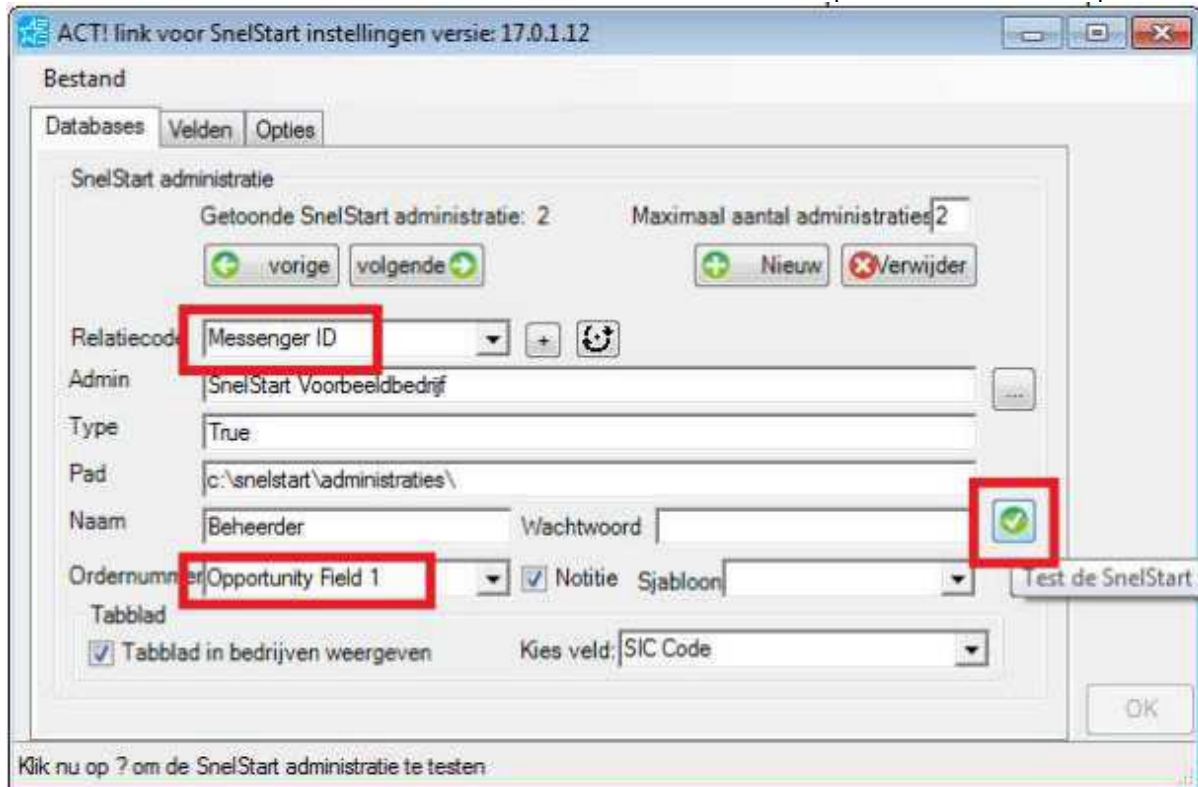 ACT! link voor SnelStart instellingen versie: 17.0.1.12
Bestand
Databases Velden Opties
SnelStart administratie
Getoonde SnelStart administratie: 2 Maximaal aantal administraties 2
vorige volgende Nieuw Verwijder
Relatiecode Messenger ID +
Admin SnelStart Voorbeeldbedrijf ...
Type True
Pad c:\snelstart\administraties\
Naam Beheerder Wachtwoord
Ordernummer Opportunity Field 1 Notitie Sjabloon
Test de SnelStart
Tabblad
Tabblad in bedrijven weergeven Kies veld: SIC Code
OK
Klik nu op ? om de SnelStart administratie te testen